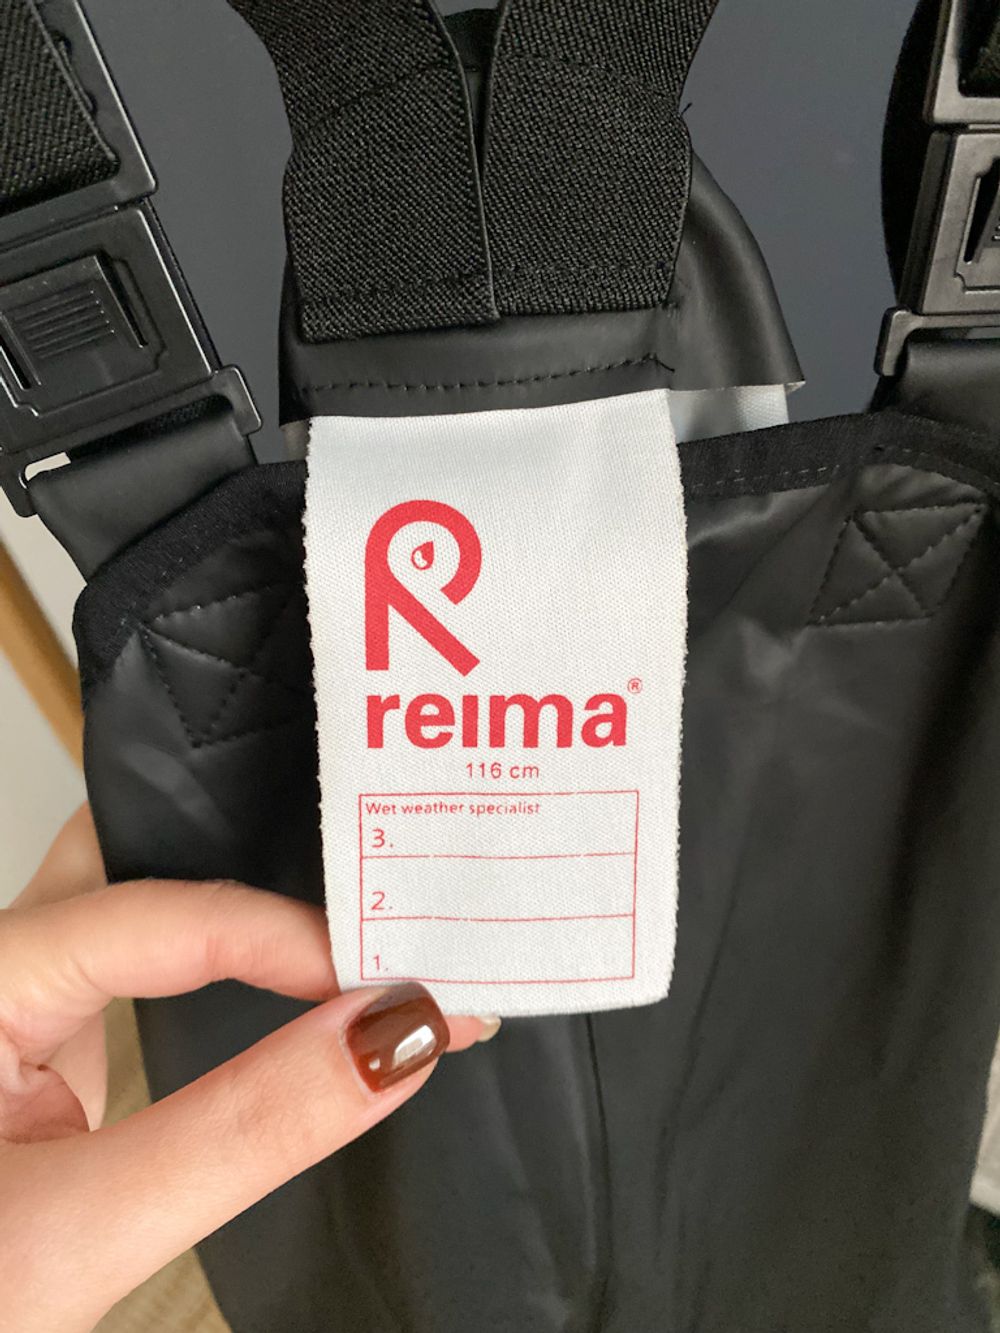 reima®
116 cm
Wet weather specialist
3.
2.
1.